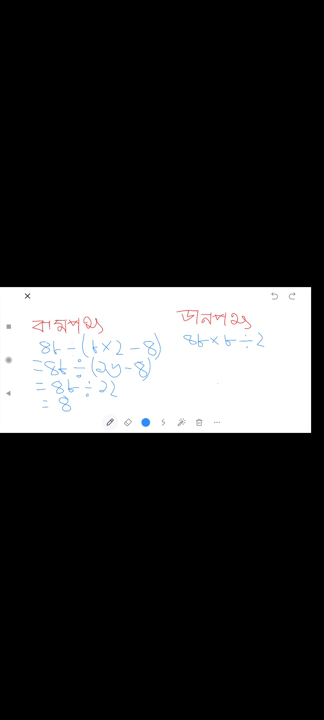 বামপক্ষ
ডানপক্ষ
৪৮ - (৮×২ - ৪)
৪৮ × ৮ ÷ ২
= ৪৮ ÷ (১৬ - ৪)
= ৪৮ ÷ ১২
= ৪